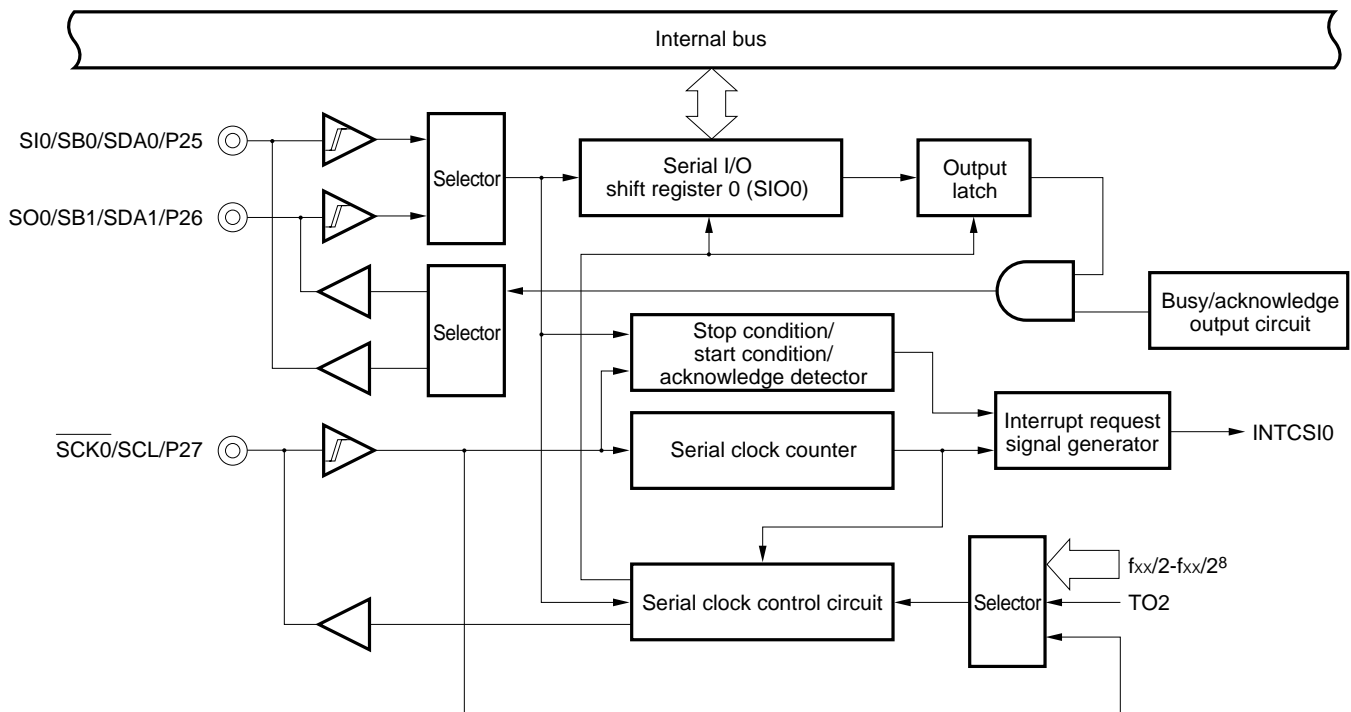 Internal bus
SI0/SB0/SDA0/P25
Selector
Serial I/O
shift register 0 (SIO0)
Output
latch
SO0/SB1/SDA1/P26
Selector
Busy/acknowledge
output circuit
Stop condition/
start condition/
acknowledge detector
SCK0/SCL/P27
Serial clock counter
Interrupt request
signal generator
INTCSI0
Serial clock control circuit
Selector
fxx/2-fxx/2⁸
TO2